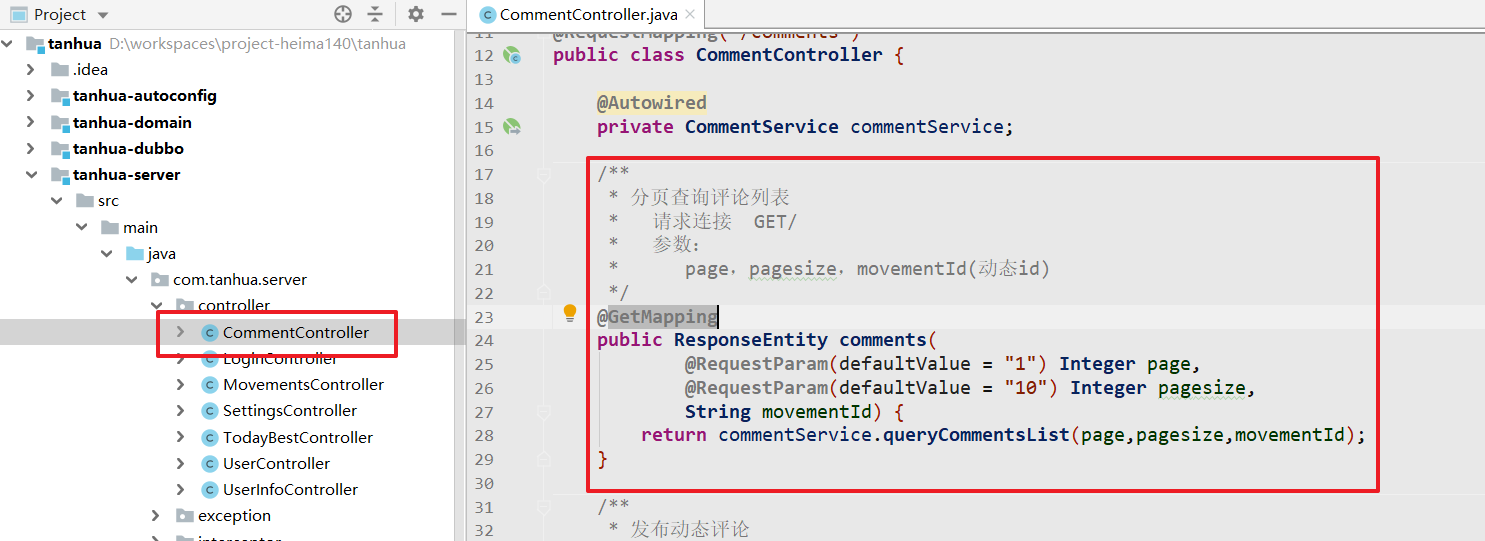 Project
tanhua D:\workspaces\project-heima140\tanhua
.idea
tanhua-autoconfig
tanhua-domain
tanhua-dubbo
tanhua-server
src
main
java
com.tanhua.server
controller
CommentController
LoginController
MovementsController
SettingsController
TodayBestController
UserController
UserInfoController
exception
interceptor
CommentController.java
11 @RequestMapping("/comments")
12 public class CommentController {
13
14 @Autowired
15 private CommentService commentService;
16
17 /**
18 * 分页查询评论列表
19 * 请求连接 GET/
20 * 参数：
21 * page，pagesize，movementId(动态id)
22 */
23 @GetMapping
24 public ResponseEntity comments(
25 @RequestParam(defaultValue = "1") Integer page,
26 @RequestParam(defaultValue = "10") Integer pagesize,
27 String movementId) {
28 return commentService.queryCommentsList(page,pagesize,movementId);
29 }
30
31 /**
32 * 发布动态评论